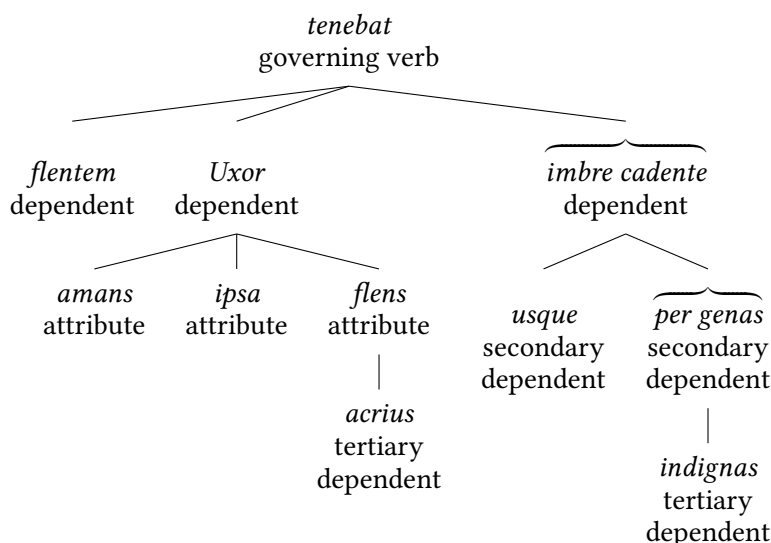 tenebat
governing verb
flentem
dependent
Uxor
dependent
imbre cadente
dependent
amans
attribute
ipsa
attribute
flens
attribute
usque
secondary
dependent
per genas
secondary
dependent
acrius
tertiary
dependent
indignas
tertiary
dependent